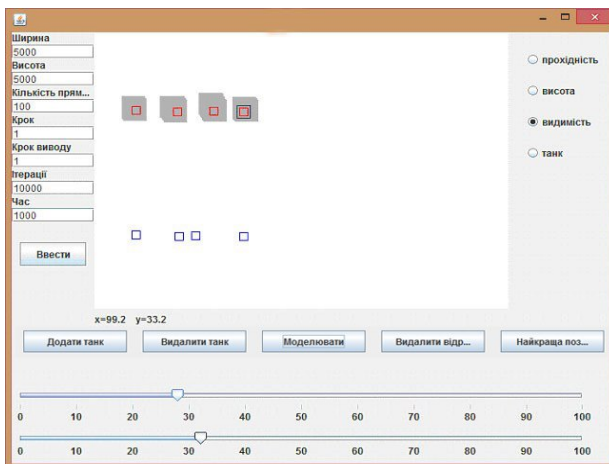 Ширина
5000
Висота
5000
Кількість прям...
100
Крок
1
Крок виводу
1
Ітерації
10000
Час
1000
Ввести
прохідність
висота
видимість
танк
x=99.2 y=33.2
Додати танк Видалити танк Моделювати Видалити відр... Найкраща поз...
0 10 20 30 40 50 60 70 80 90 100
0 10 20 30 40 50 60 70 80 90 100